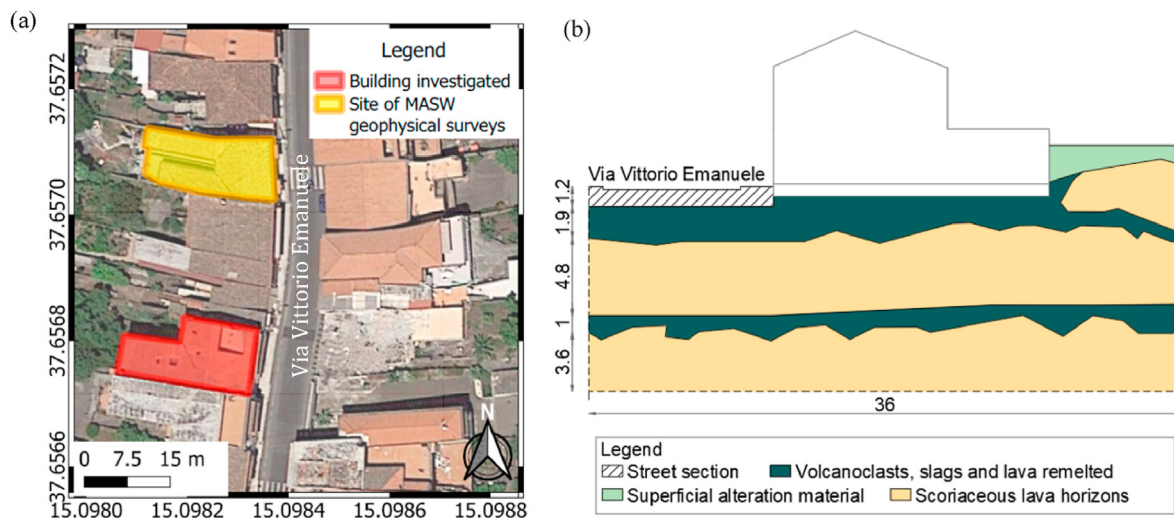 (a)
Legend
Building investigated
Site of MASW
geophysical surveys
37.6572
37.6570
37.6568
37.6566
Via Vittorio Emanuele
N
0 7.5 15 m
15.0980 15.0982 15.0984 15.0986 15.0988
(b)
Via Vittorio Emanuele
1.2
1.9
4.8
1
3.6
36
Legend
Street section
Volcanoclasts, slags and lava remelted
Superficial alteration material
Scoriaceous lava horizons